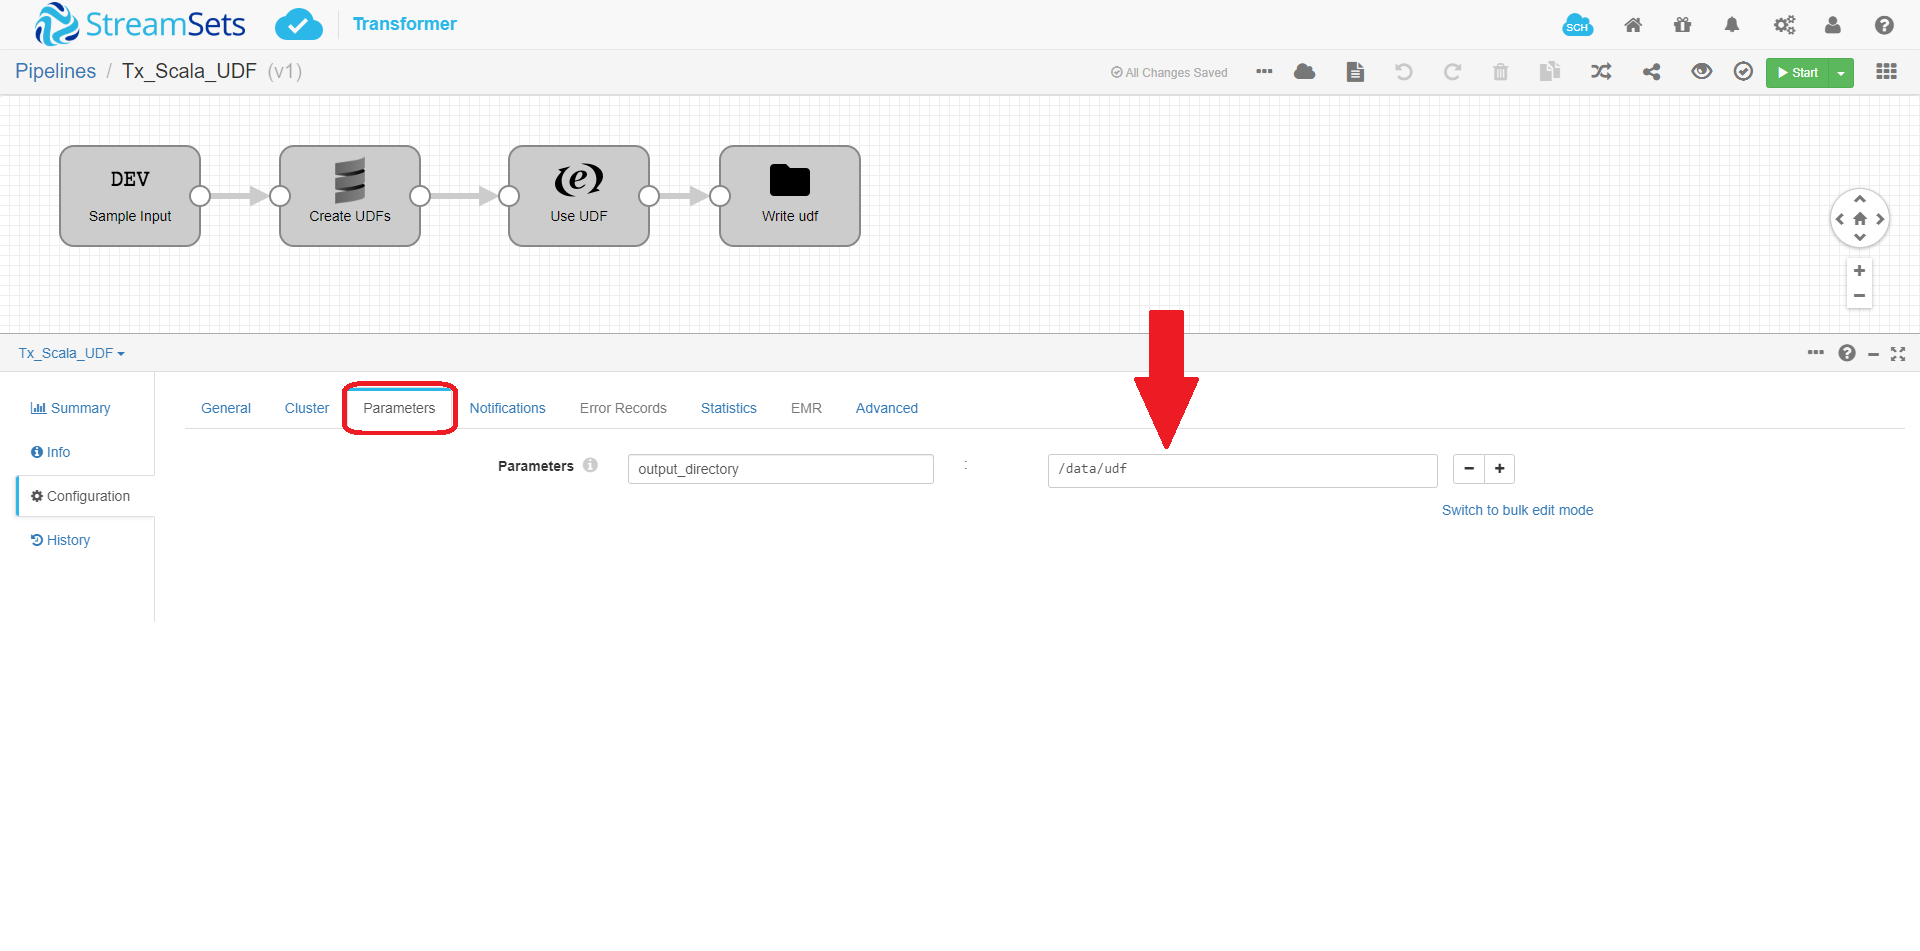 StreamSets
Transformer
SCH
Pipelines / Tx_Scala_UDF (v1)
All Changes Saved
Start
DEV
Sample Input
Create UDFs
e
Use UDF
Write udf
Tx_Scala_UDF
Summary
Info
Configuration
History
General Cluster Parameters Notifications Error Records Statistics EMR Advanced
Parameters output_directory : /data/udf
Switch to bulk edit mode